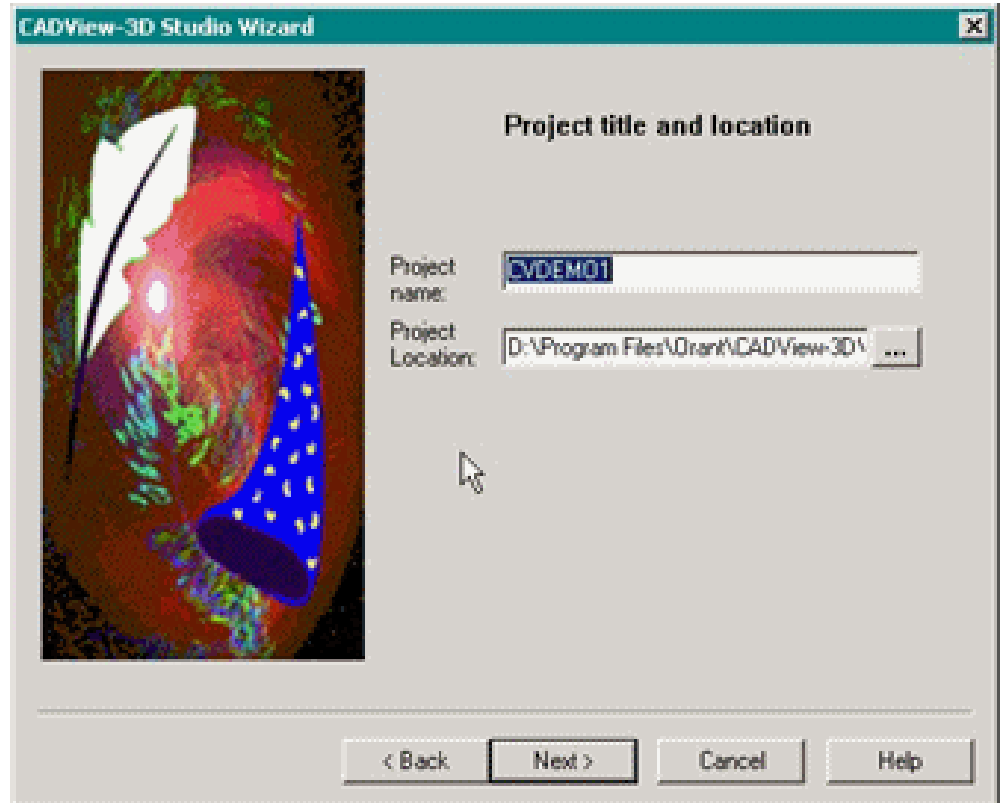 CADView-3D Studio Wizard
Project title and location
Project
name:
CVDEMO1
Project
Location:
D:\Program Files\Orant\CADView-3D\
...
< Back
Next >
Cancel
Help